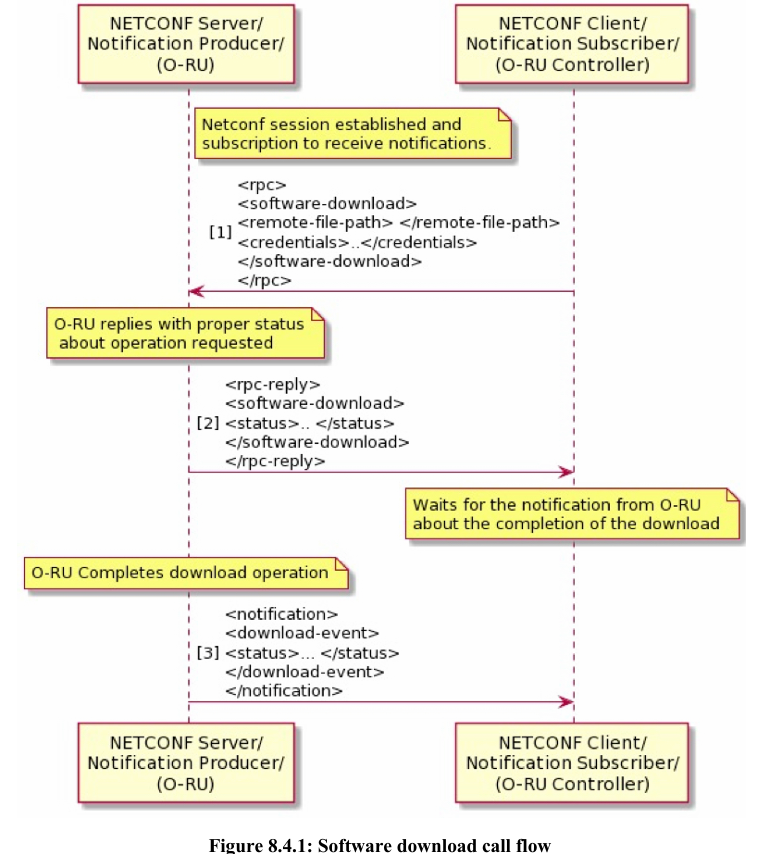 NETCONF Server/
Notification Producer/
(O-RU)
NETCONF Client/
Notification Subscriber/
(O-RU Controller)
Netconf session established and
subscription to receive notifications.
<rpc>
<software-download>
<remote-file-path> </remote-file-path>
[1] <credentials>..</credentials>
</software-download>
</rpc>
O-RU replies with proper status
about operation requested
<rpc-reply>
<software-download>
[2] <status>.. </status>
</software-download>
</rpc-reply>
Waits for the notification from O-RU
about the completion of the download
O-RU Completes download operation
<notification>
<download-event>
[3] <status>... </status>
</download-event>
</notification>
NETCONF Server/
Notification Producer/
(O-RU)
NETCONF Client/
Notification Subscriber/
(O-RU Controller)
Figure 8.4.1: Software download call flow